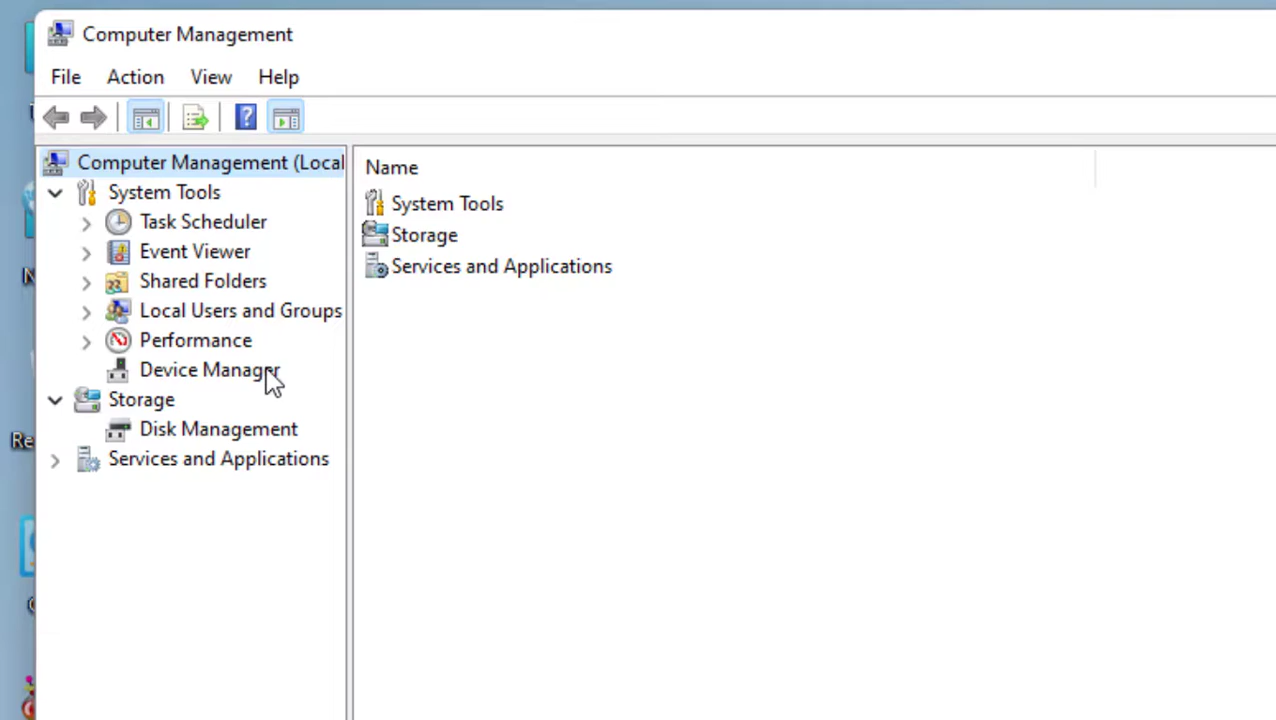 Computer Management
File Action View Help
Computer Management (Local
System Tools
Task Scheduler
Event Viewer
Shared Folders
Local Users and Groups
Performance
Device Manager
Storage
Disk Management
Services and Applications
Name
System Tools
Storage
Services and Applications
Re